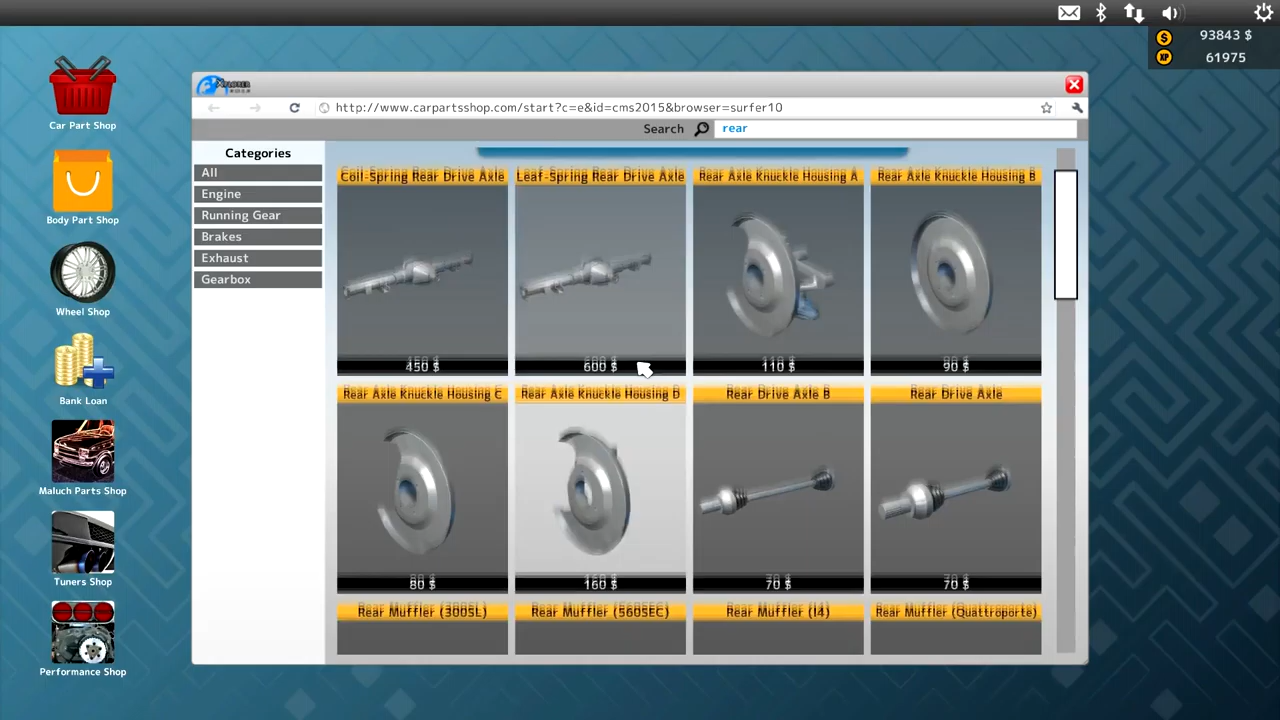 93843 $
61975
Car Part Shop
Body Part Shop
Wheel Shop
Bank Loan
Maluch Parts Shop
Tuners Shop
Performance Shop
http://www.carpartsshop.com/start?c=e&id=cms2015&browser=surfer10
Search rear
Categories
All
Engine
Running Gear
Brakes
Exhaust
Gearbox
Coil-Spring Rear Drive Axle
450 $
Leaf-Spring Rear Drive Axle
600 $
Rear Axle Knuckle Housing A
110 $
Rear Axle Knuckle Housing B
90 $
Rear Axle Knuckle Housing C
80 $
Rear Axle Knuckle Housing D
160 $
Rear Drive Axle B
70 $
Rear Drive Axle
70 $
Rear Muffler (300SL)
Rear Muffler (560SEC)
Rear Muffler (I4)
Rear Muffler (Quattroporte)